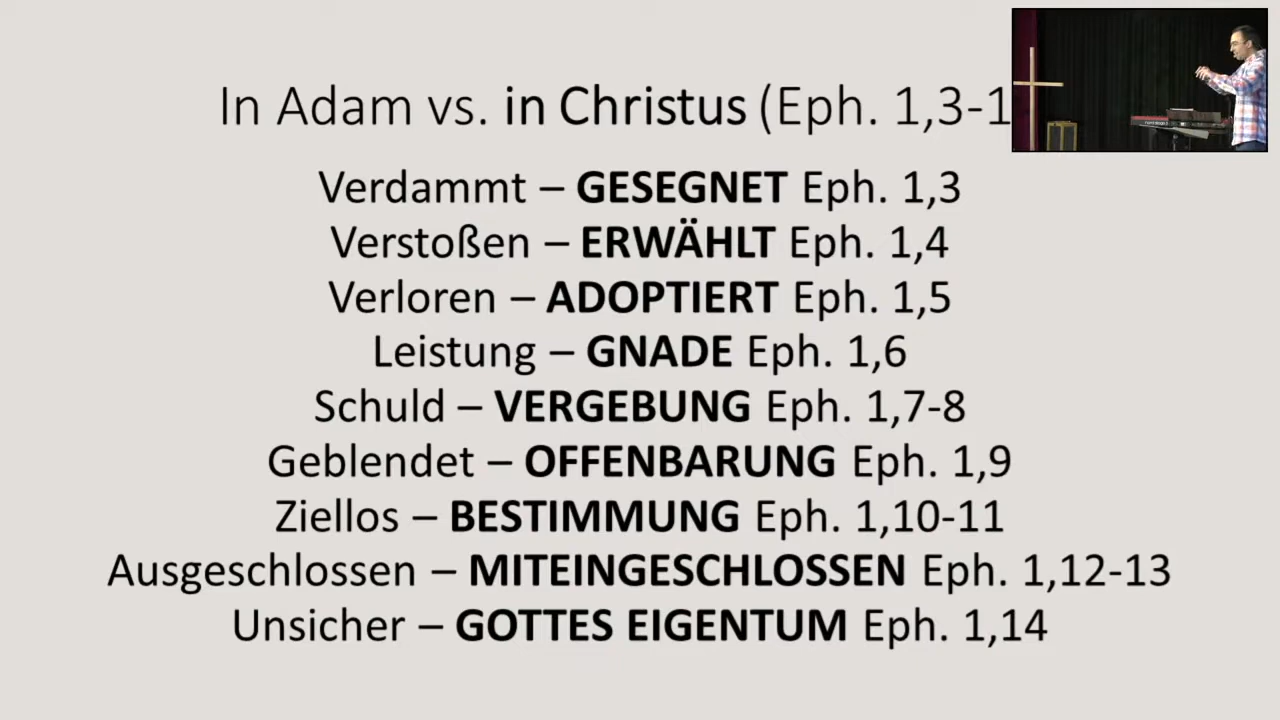 In Adam vs. in Christus (Eph. 1,3-1
Verdammt – GESEGNET Eph. 1,3
Verstoßen – ERWÄHLT Eph. 1,4
Verloren – ADOPTIERT Eph. 1,5
Leistung – GNADE Eph. 1,6
Schuld – VERGEBUNG Eph. 1,7-8
Geblendet – OFFENBARUNG Eph. 1,9
Ziellos – BESTIMMUNG Eph. 1,10-11
Ausgeschlossen – MITEINGESCHLOSSEN Eph. 1,12-13
Unsicher – GOTTES EIGENTUM Eph. 1,14